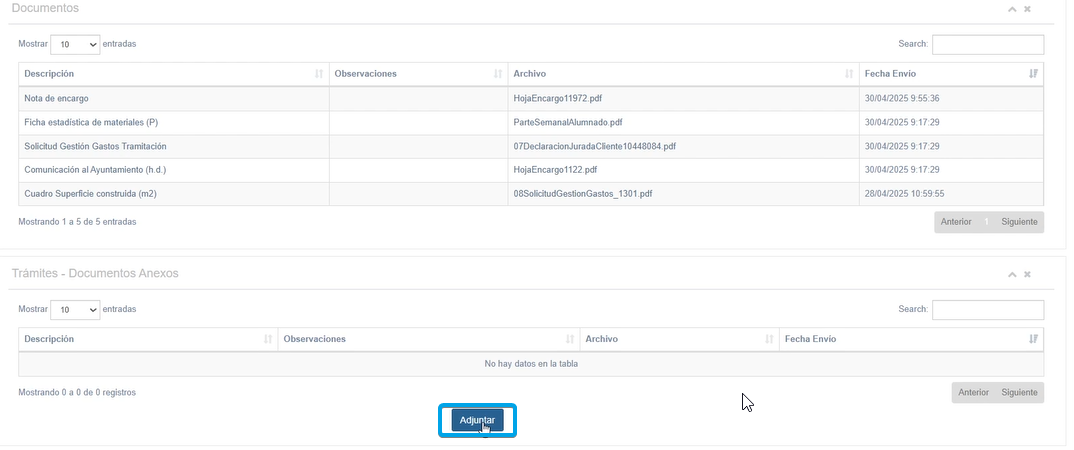 Documentos
Mostrar 10 entradas Search:
Descripción Observaciones Archivo Fecha Envío
Nota de encargo HojaEncargo11972.pdf 30/04/2025 9:55:36
Ficha estadística de materiales (P) ParteSemanalAlumnado.pdf 30/04/2025 9:17:29
Solicitud Gestión Gastos Tramitación 07DeclaracionJuradaCliente10448084.pdf 30/04/2025 9:17:29
Comunicación al Ayuntamiento (h.d.) HojaEncargo1122.pdf 30/04/2025 9:17:29
Cuadro Superficie construida (m2) 08SolicitudGestionGastos_1301.pdf 28/04/2025 10:59:55
Mostrando 1 a 5 de 5 entradas Anterior 1 Siguiente
Trámites - Documentos Anexos
Mostrar 10 entradas Search:
Descripción Observaciones Archivo Fecha Envío
No hay datos en la tabla
Mostrando 0 a 0 de 0 registros Anterior Siguiente
Adjuntar